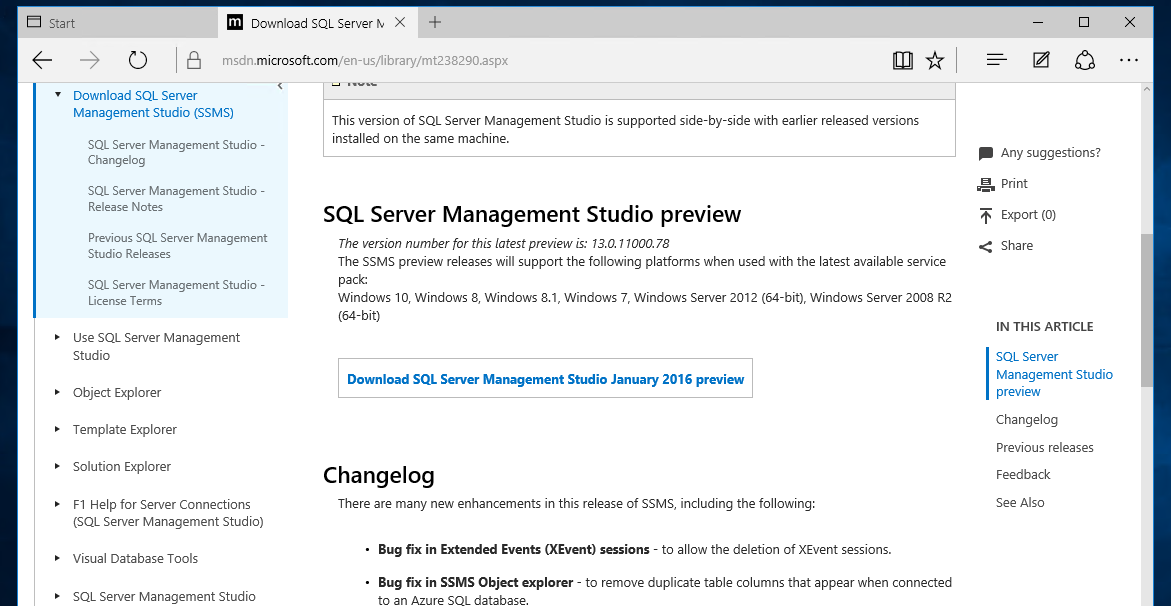 Start
Download SQL Server M
msdn.microsoft.com/en-us/library/mt238290.aspx
Download SQL Server
Management Studio (SSMS)
SQL Server Management Studio -
Changelog
SQL Server Management Studio -
Release Notes
Previous SQL Server Management
Studio Releases
SQL Server Management Studio -
License Terms
Use SQL Server Management
Studio
Object Explorer
Template Explorer
Solution Explorer
F1 Help for Server Connections
(SQL Server Management Studio)
Visual Database Tools
SQL Server Management Studio
Note
This version of SQL Server Management Studio is supported side-by-side with earlier released versions
installed on the same machine.
SQL Server Management Studio preview
The version number for this latest preview is: 13.0.11000.78
The SSMS preview releases will support the following platforms when used with the latest available service
pack:
Windows 10, Windows 8, Windows 8.1, Windows 7, Windows Server 2012 (64-bit), Windows Server 2008 R2
(64-bit)
Download SQL Server Management Studio January 2016 preview
Changelog
There are many new enhancements in this release of SSMS, including the following:
• Bug fix in Extended Events (XEvent) sessions - to allow the deletion of XEvent sessions.
• Bug fix in SSMS Object explorer - to remove duplicate table columns that appear when connected
to an Azure SQL database.
Any suggestions?
Print
Export (0)
Share
IN THIS ARTICLE
SQL Server
Management Studio
preview
Changelog
Previous releases
Feedback
See Also